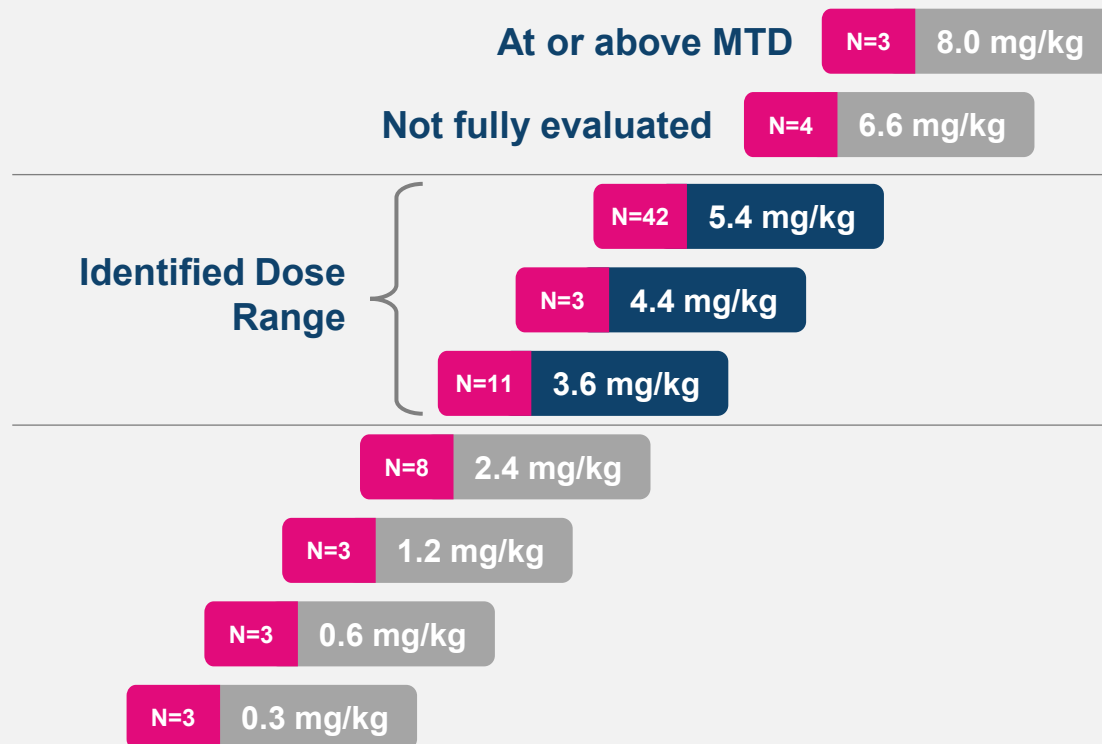 At or above MTD N=3 8.0 mg/kg
Not fully evaluated N=4 6.6 mg/kg
N=42 5.4 mg/kg
Identified Dose
Range
N=3 4.4 mg/kg
N=11 3.6 mg/kg
N=8 2.4 mg/kg
N=3 1.2 mg/kg
N=3 0.6 mg/kg
N=3 0.3 mg/kg